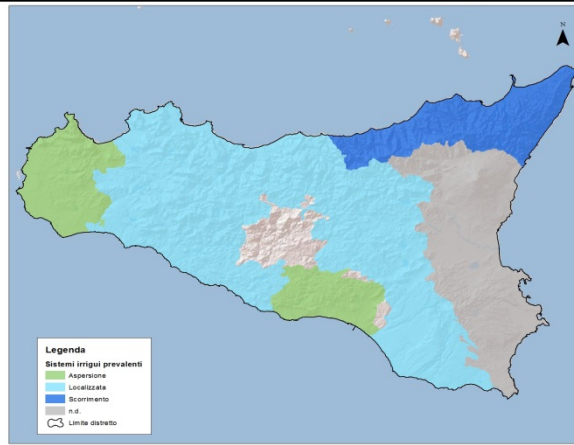 N
Legenda
Sistemi irrigui prevalenti
Aspersione
Localizzata
Scorrimento
n.d.
Limite distretto